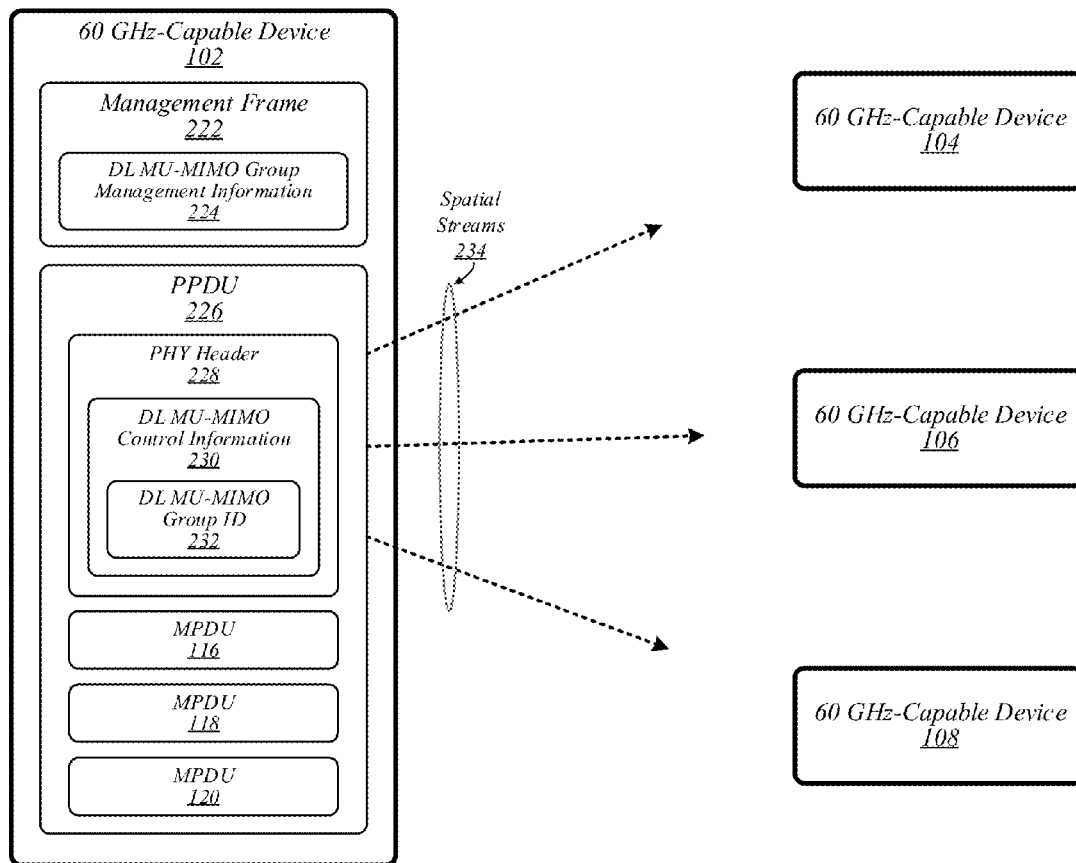 60 GHz-Capable Device
102
Management Frame
222
DL MU-MIMO Group
Management Information
224
PPDU
226
PHY Header
228
DL MU-MIMO
Control Information
230
DL MU-MIMO
Group ID
232
MPDU
116
MPDU
118
MPDU
120
Spatial
Streams
234
60 GHz-Capable Device
104
60 GHz-Capable Device
106
60 GHz-Capable Device
108